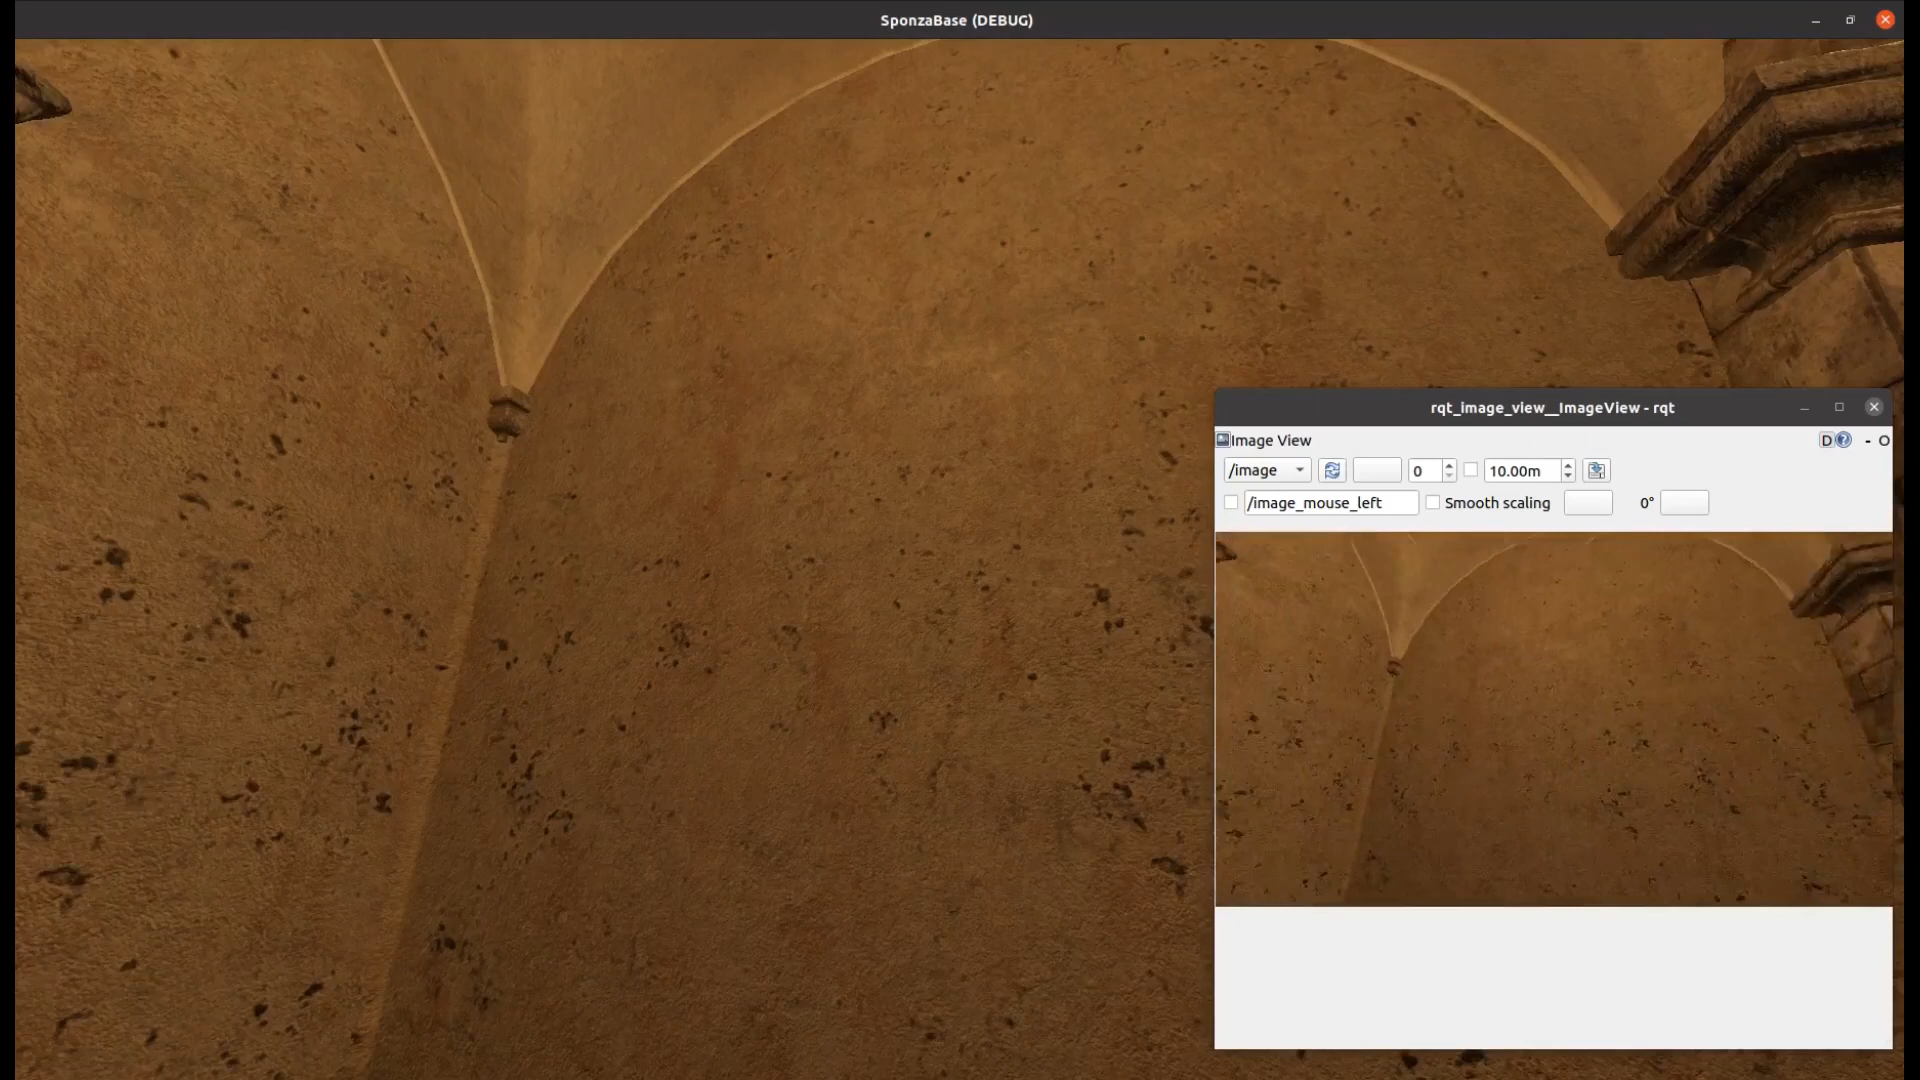 SponzaBase (DEBUG)
rqt_image_view__ImageView - rqt
Image View
D
- O
/image
0
10.00m
/image_mouse_left
Smooth scaling
0°